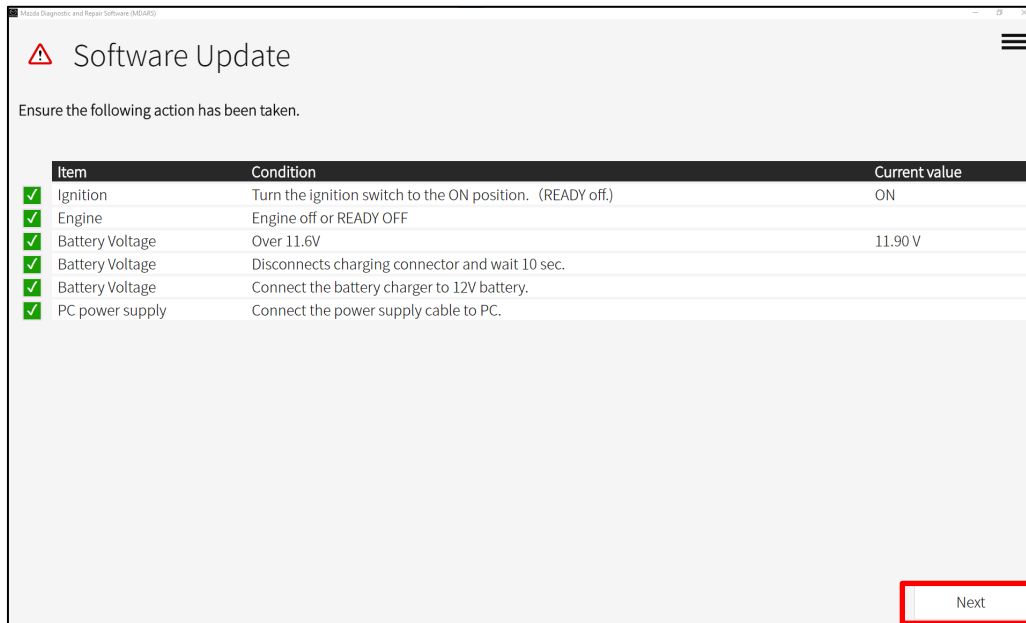 Mazda Diagnostic and Repair Software (MDARS)
Software Update
Ensure the following action has been taken.
Item Condition Current value
Ignition Turn the ignition switch to the ON position. (READY off.) ON
Engine Engine off or READY OFF
Battery Voltage Over 11.6V 11.90 V
Battery Voltage Disconnects charging connector and wait 10 sec.
Battery Voltage Connect the battery charger to 12V battery.
PC power supply Connect the power supply cable to PC.
Next